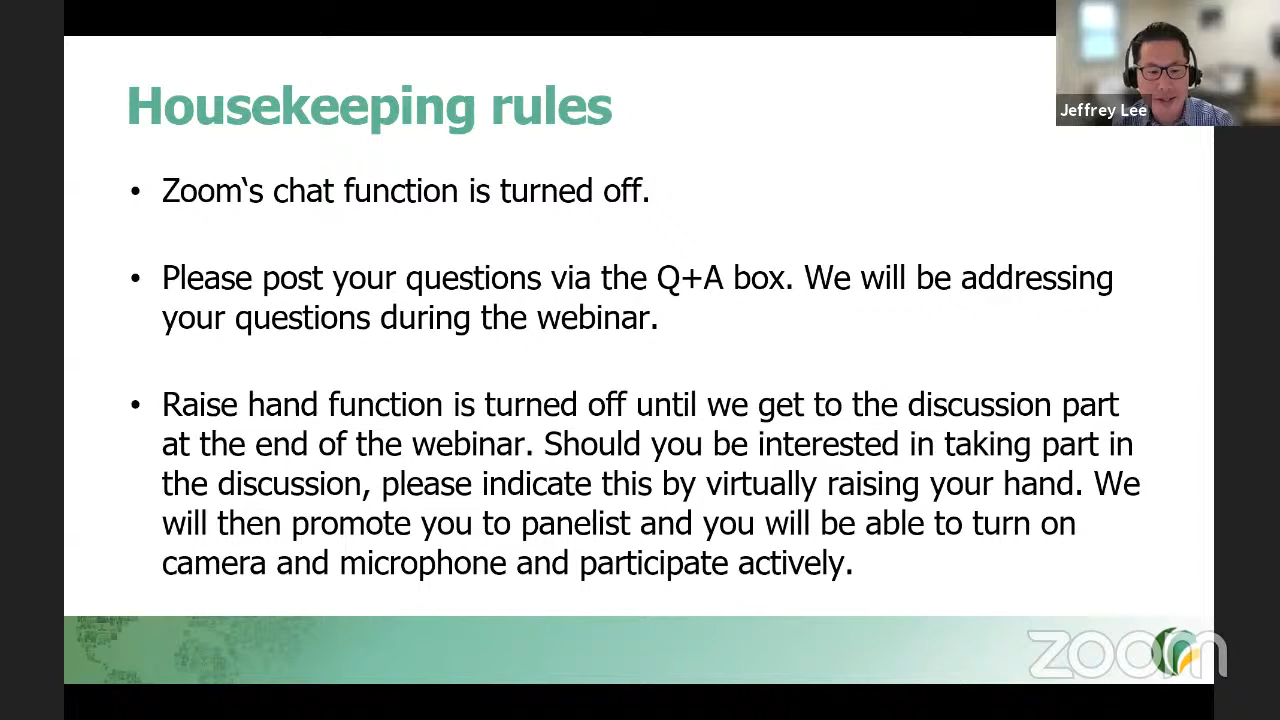 Housekeeping rules
Jeffrey Lee
• Zoom‘s chat function is turned off.
• Please post your questions via the Q+A box. We will be addressing
your questions during the webinar.
• Raise hand function is turned off until we get to the discussion part
at the end of the webinar. Should you be interested in taking part in
the discussion, please indicate this by virtually raising your hand. We
will then promote you to panelist and you will be able to turn on
camera and microphone and participate actively.
zoom